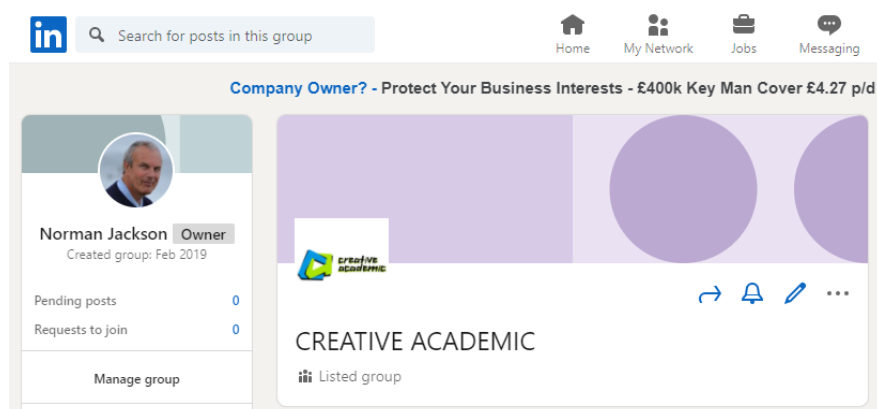 in
Search for posts in this group
Home
My Network
Jobs
Messaging
Company Owner? - Protect Your Business Interests - £400k Key Man Cover £4.27 p/d
Norman Jackson Owner
Created group: Feb 2019
Pending posts 0
Requests to join 0
Manage group
creative
academic
CREATIVE ACADEMIC
Listed group